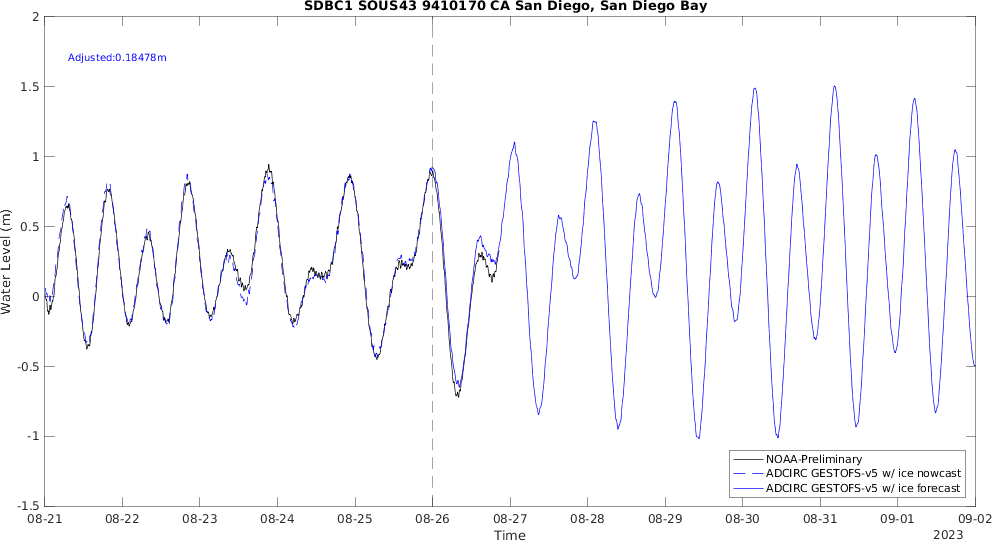 SDBC1 SOUS43 9410170 CA San Diego, San Diego Bay
2
Adjusted:0.18478m
1.5
1
0.5
0
-0.5
-1
-1.5
Water Level (m)
NOAA-Preliminary
ADCIRC GESTOFS-v5 w/ ice nowcast
ADCIRC GESTOFS-v5 w/ ice forecast
08-21 08-22 08-23 08-24 08-25 08-26 08-27 08-28 08-29 08-30 08-31 09-01 09-02
Time
2023